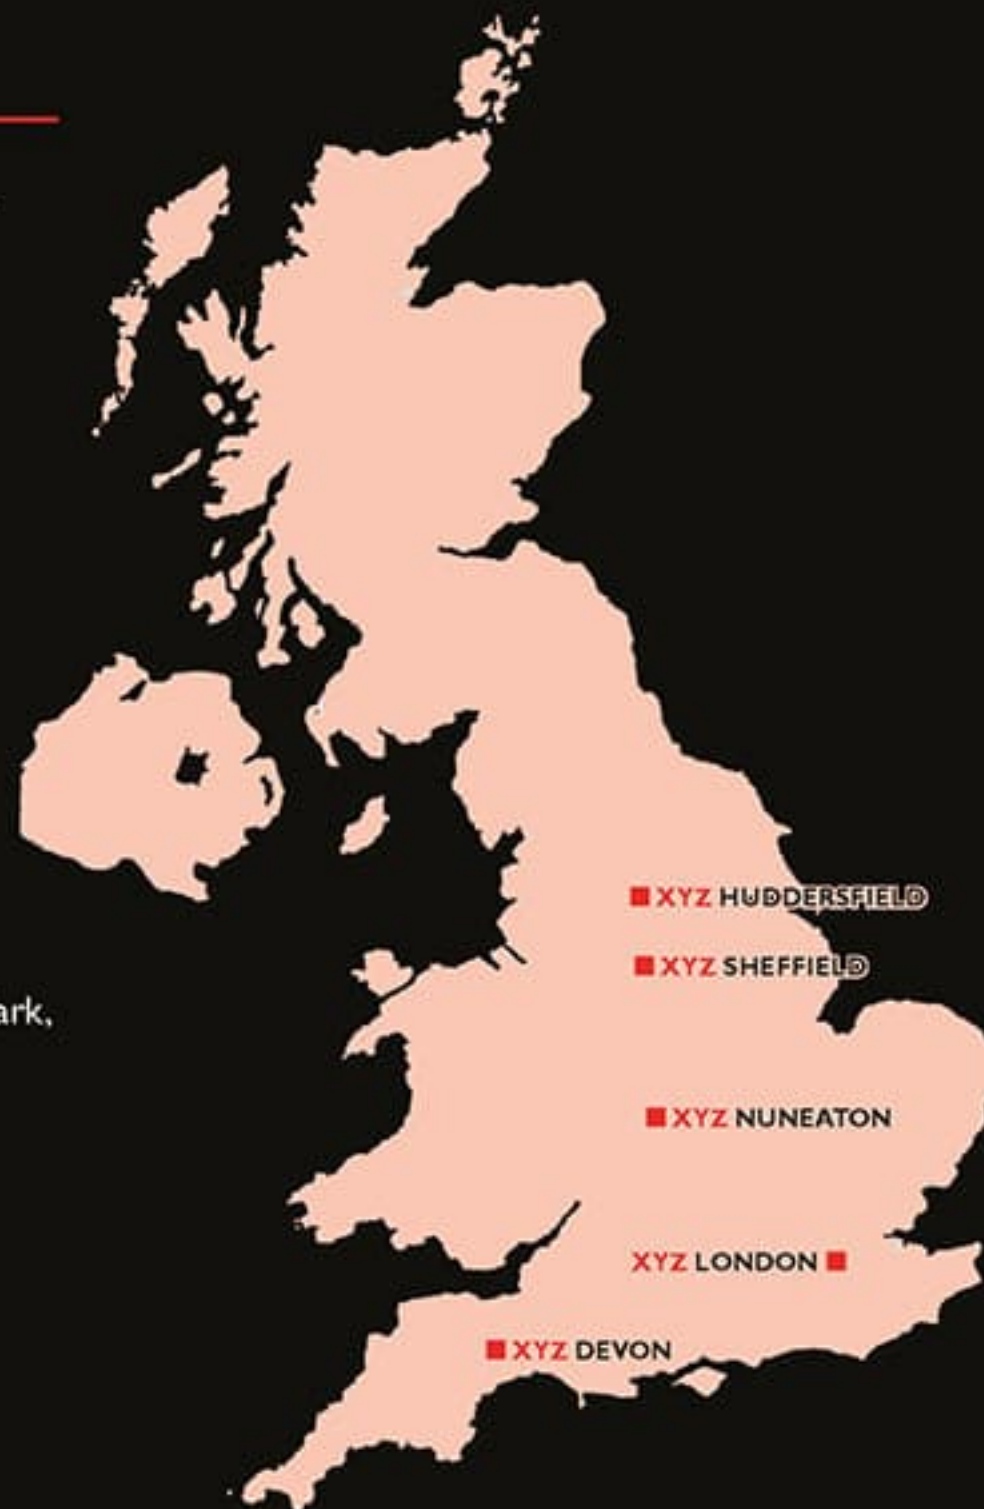 ark,
XYZ HUDDERSFIELD
XYZ SHEFFIELD
XYZ NUNEATON
XYZ LONDON
XYZ DEVON